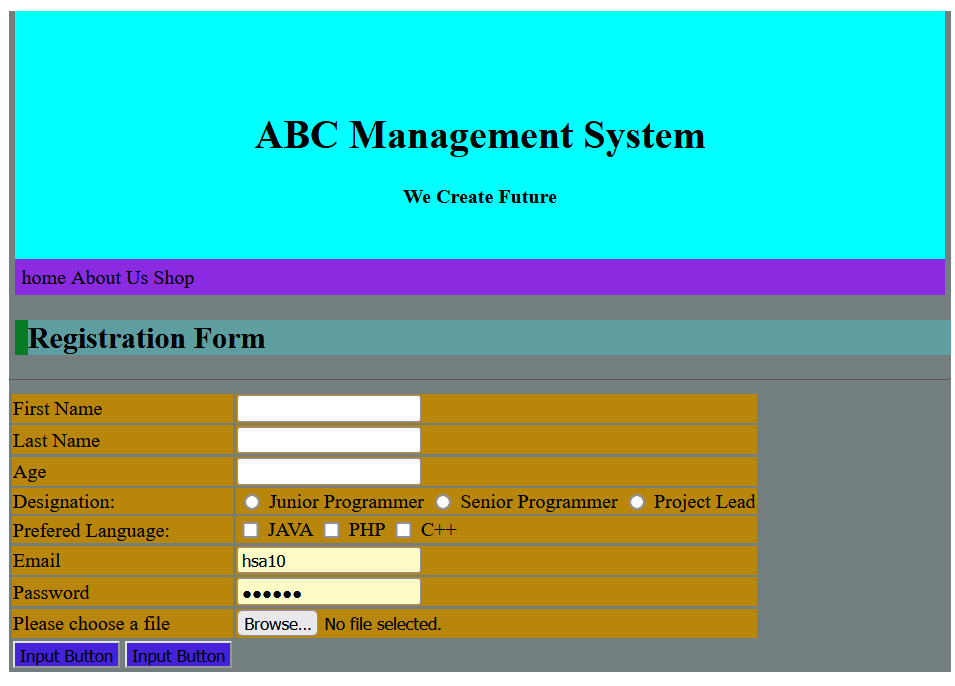 ABC Management System
We Create Future
home About Us Shop
Registration Form
First Name
Last Name
Age
Designation: Junior Programmer Senior Programmer Project Lead
Prefered Language: JAVA PHP C++
Email hsa10
Password ●●●●●●
Please choose a file Browse... No file selected.
Input Button Input Button